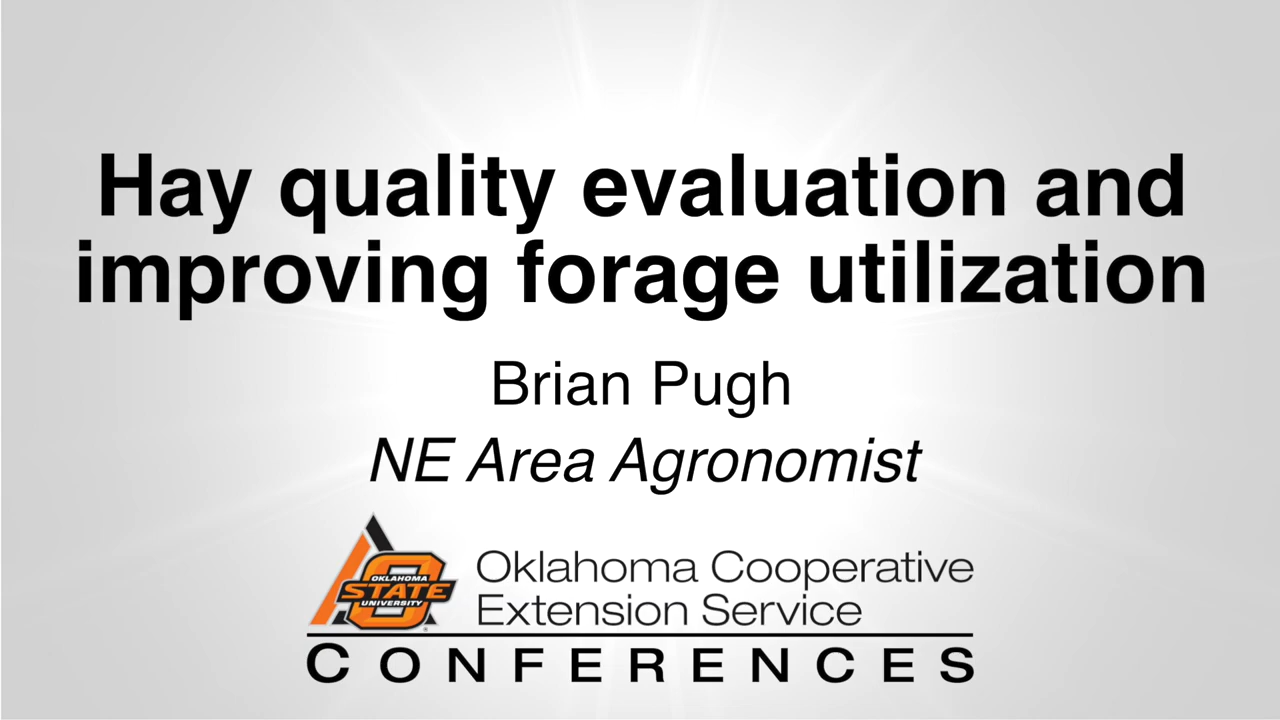 Hay quality evaluation and
improving forage utilization
Brian Pugh
NE Area Agronomist
OKLAHOMA
STATE
UNIVERSITY
Oklahoma Cooperative
Extension Service
CONFERENCES